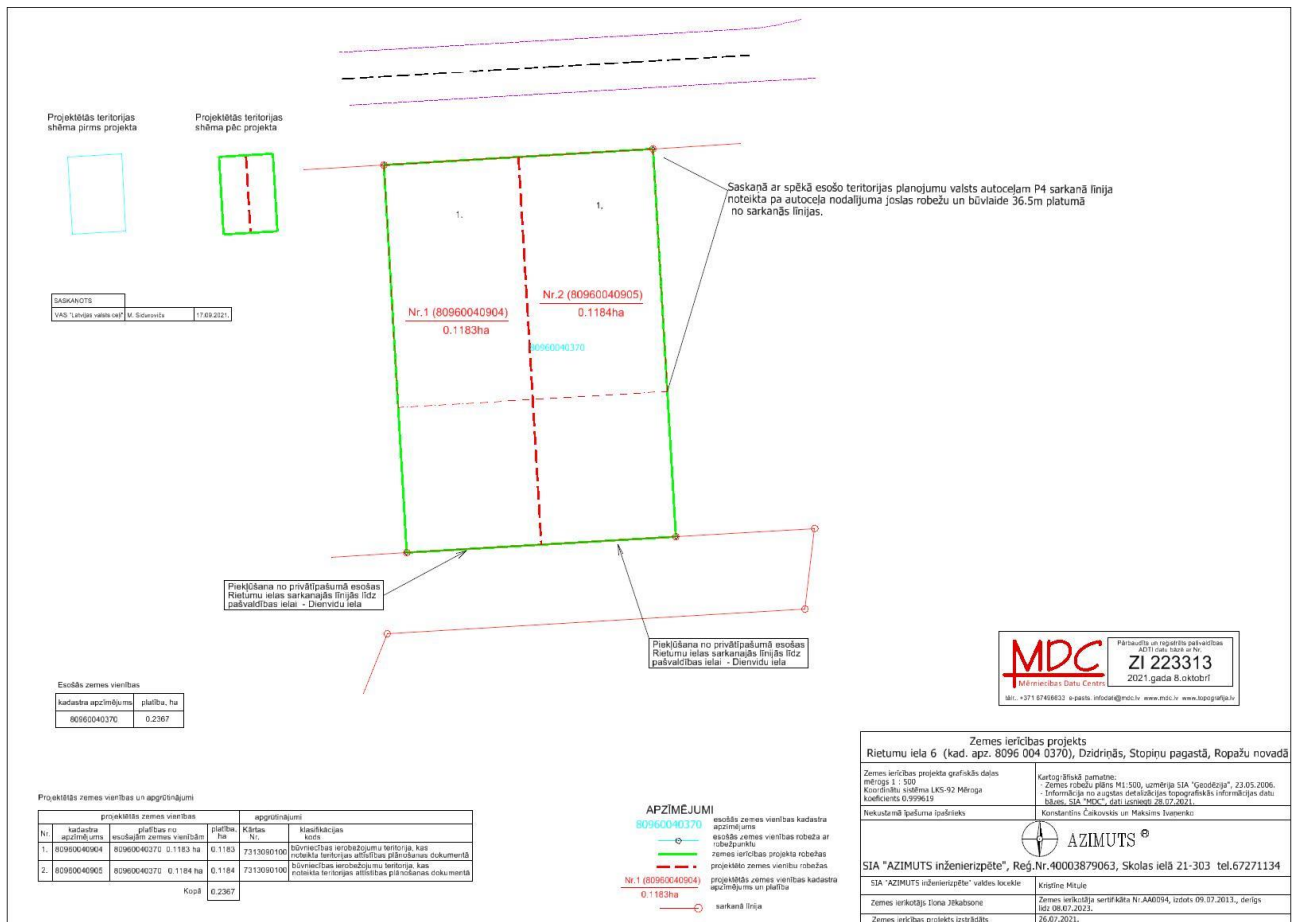 Projektētās teritorijas
shēma pirms projekta
Projektētās teritorijas
shēma pēc projekta
Saskaņā ar spēkā esošo teritorijas planojumu valsts autoceļam P4 sarkanā līnija
noteikta pa autoceļa nodalījuma joslas robežu un būvlaide 36.5m platumā
no sarkanās līnijas.
1.
1,
SASKAŅOTS
VAS "Latvijas valsts ceļi" M. Sidorovičs 17.09.2021.
Nr.1 (80960040904)
0.1183ha
Nr.2 (80960040905)
0.1184ha
80960040370
Piekļūšana no privātīpašumā esošas
Rietumu ielas sarkanajās līnijās līdz
pašvaldības ielai - Dienvidu iela
Piekļūšana no privātīpašumā esošas
Rietumu ielas sarkanajās līnijās līdz
pašvaldības ielai - Dienvidu iela
MDC
Mērniecības Datu Centrs
Pārbaudīts un reģistrēts pašvaldības
ADTI datu bāzē ar Nr.
ZI 223313
2021.gada 8.oktobrī
tālr.. +371 67496833 e-pasts. infodati@mdc.lv www.mdc.lv www.topografija.lv
Esošās zemes vienības
kadastra apzīmējums platība, ha
80960040370 0.2367
Projektētās zemes vienības un apgrūtinājumi
projektētās zemes vienības apgrūtinājumi
Nr. kadastra apzīmējums platības no esošajām zemes vienībām platība, ha Kārtas Nr. klasifikācijas kods
1. 80960040904 80960040370 0.1183 ha 0.1183 7313090100 būvniecības ierobežojumu teritorija, kas
noteikta teritorijas attīstības plānošanas dokumentā
2. 80960040905 80960040370 0.1184 ha 0.1184 7313090100 būvniecības ierobežojumu teritorija, kas
noteikta teritorijas attīstības plānošanas dokumentā
Kopā 0.2367
APZĪMĒJUMI
80960040370 esošās zemes vienības kadastra
apzīmējums
esošās zemes vienības robeža ar
robežpunktu
zemes ierīcības projekta robežas
projektēto zemes vienību robežas
Nr.1 (80960040904) projektētās zemes vienības kadastra
0.1183ha apzīmējums un platība
sarkanā līnija
Zemes ierīcības projekts
Rietumu iela 6 (kad. apz. 8096 004 0370), Dzidriņās, Stopiņu pagastā, Ropažu novadā
Zemes ierīcības projekta grafiskās daļas
mērogs 1 : 500
Koordinātu sistēma LKS-92 Mēroga
koeficients 0.999619
Kartogrāfiskā pamatne:
- Zemes robežu plāns M1:500, uzmērīja SIA "Geodēzija", 23.05.2006.
- Informācija no augstas detalizācijas topogrāfiskās informācijas datu
bāzes, SIA "MDC", dati izsniegti 28.07.2021.
Nekustamā īpašuma īpašnieks Konstantīns Čaikovskis un Maksims Ivaņenko
AZIMUTS ®
SIA "AZIMUTS inženierizpēte", Reģ.Nr.40003879063, Skolas ielā 21-303 tel.67271134
SIA "AZIMUTS inženierizpēte" valdes locekle Kristīne Mitule
Zemes ierīkotājs Ilona Jēkabsone Zemes ierīkotāja sertifikāta Nr.AA0094, izdots 09.07.2013., derīgs
līdz 08.07.2023.
Zemes ierīcības projekts izstrādāts 26.07.2021.